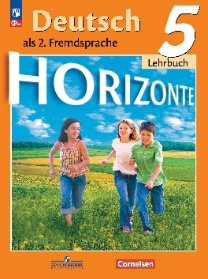 Deutsch 5
als 2. Fremdsprache
Lehrbuch
HORIZONTE
Cornelsen